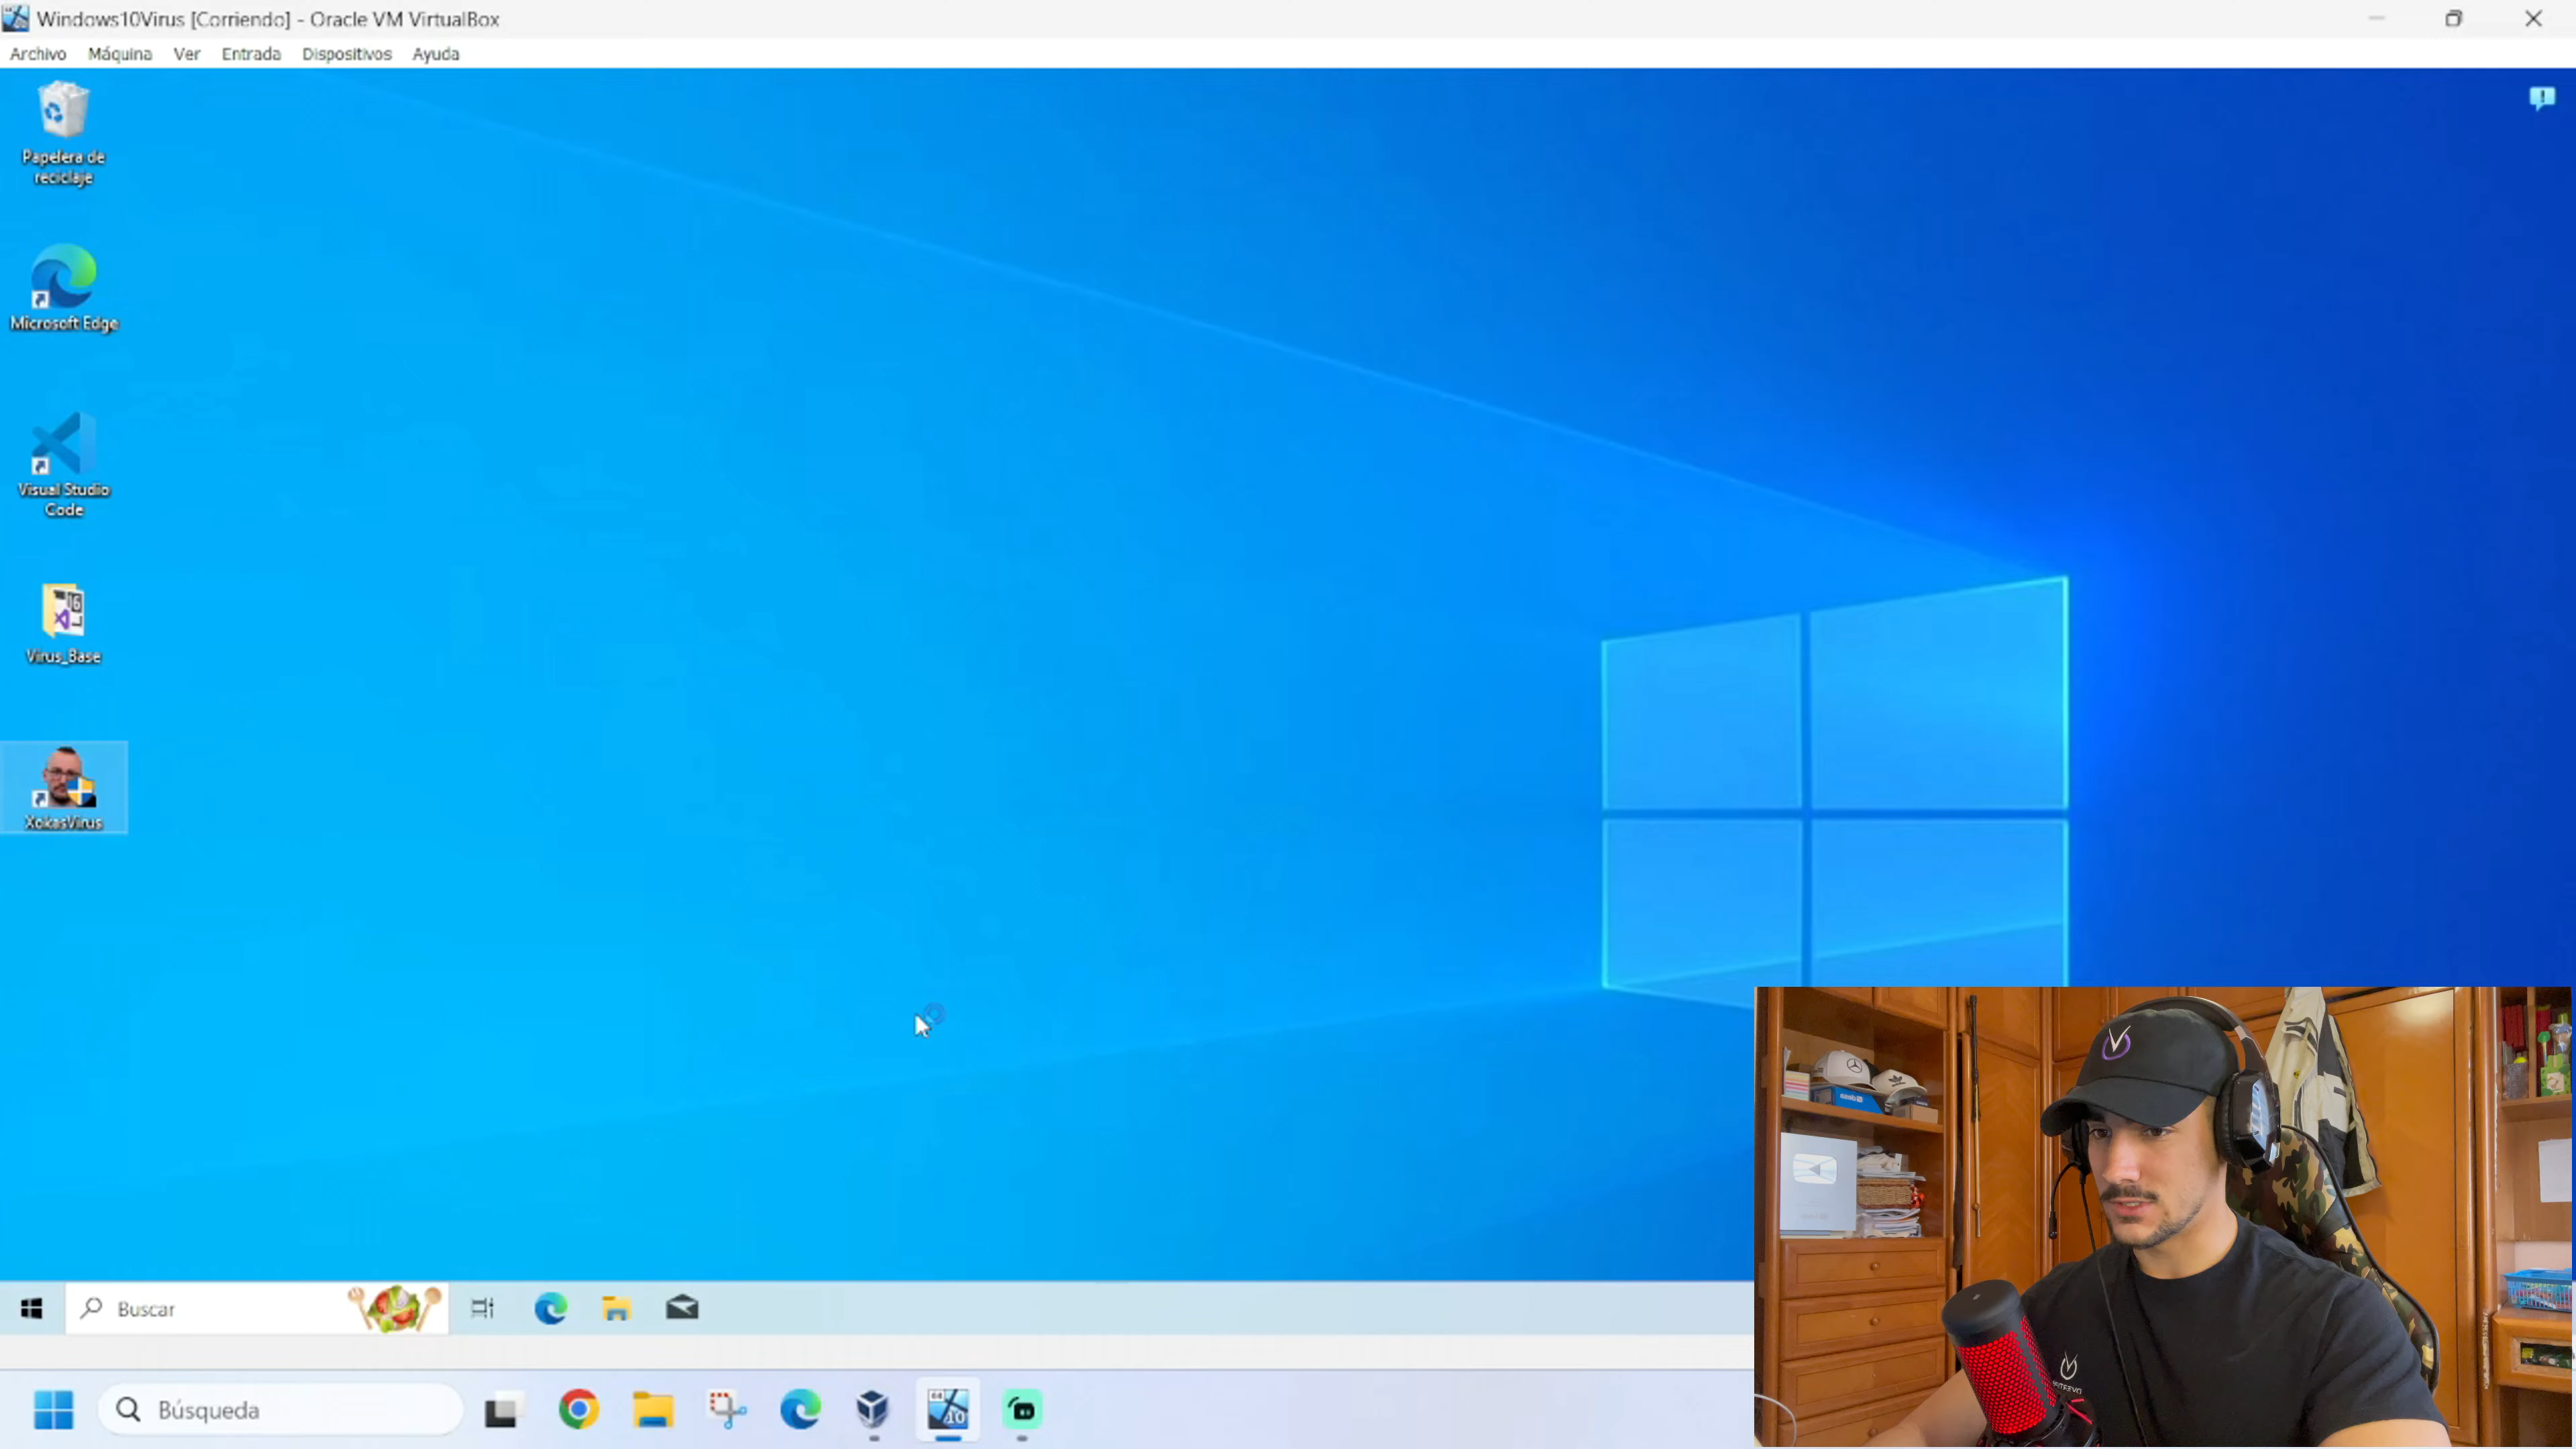 Windows10Virus [Corriendo] - Oracle VM VirtualBox
Archivo Máquina Ver Entrada Dispositivos Ayuda
Papelera de
reciclaje
Microsoft Edge
Visual Studio
Code
Virus_Base
XokasVirus
Buscar
Búsqueda